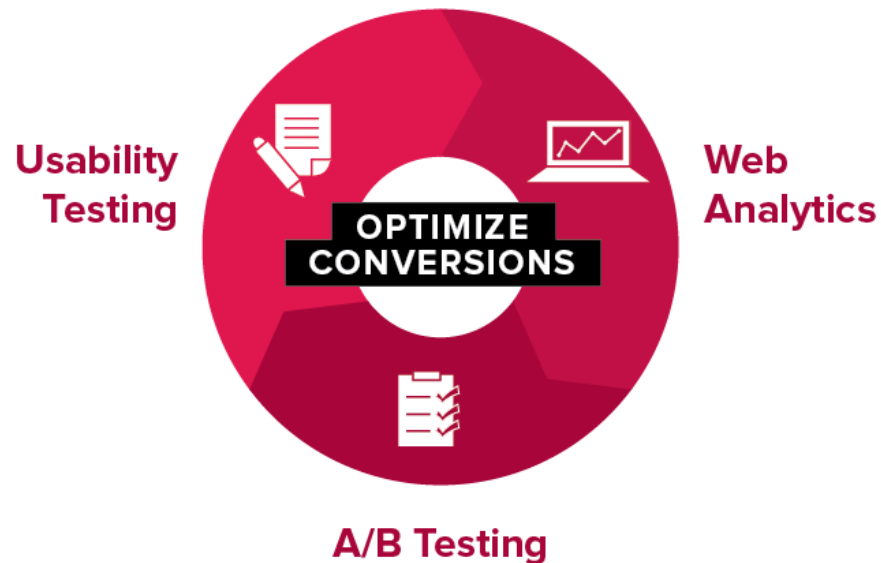 Usability
Testing
OPTIMIZE
CONVERSIONS
Web
Analytics
A/B Testing